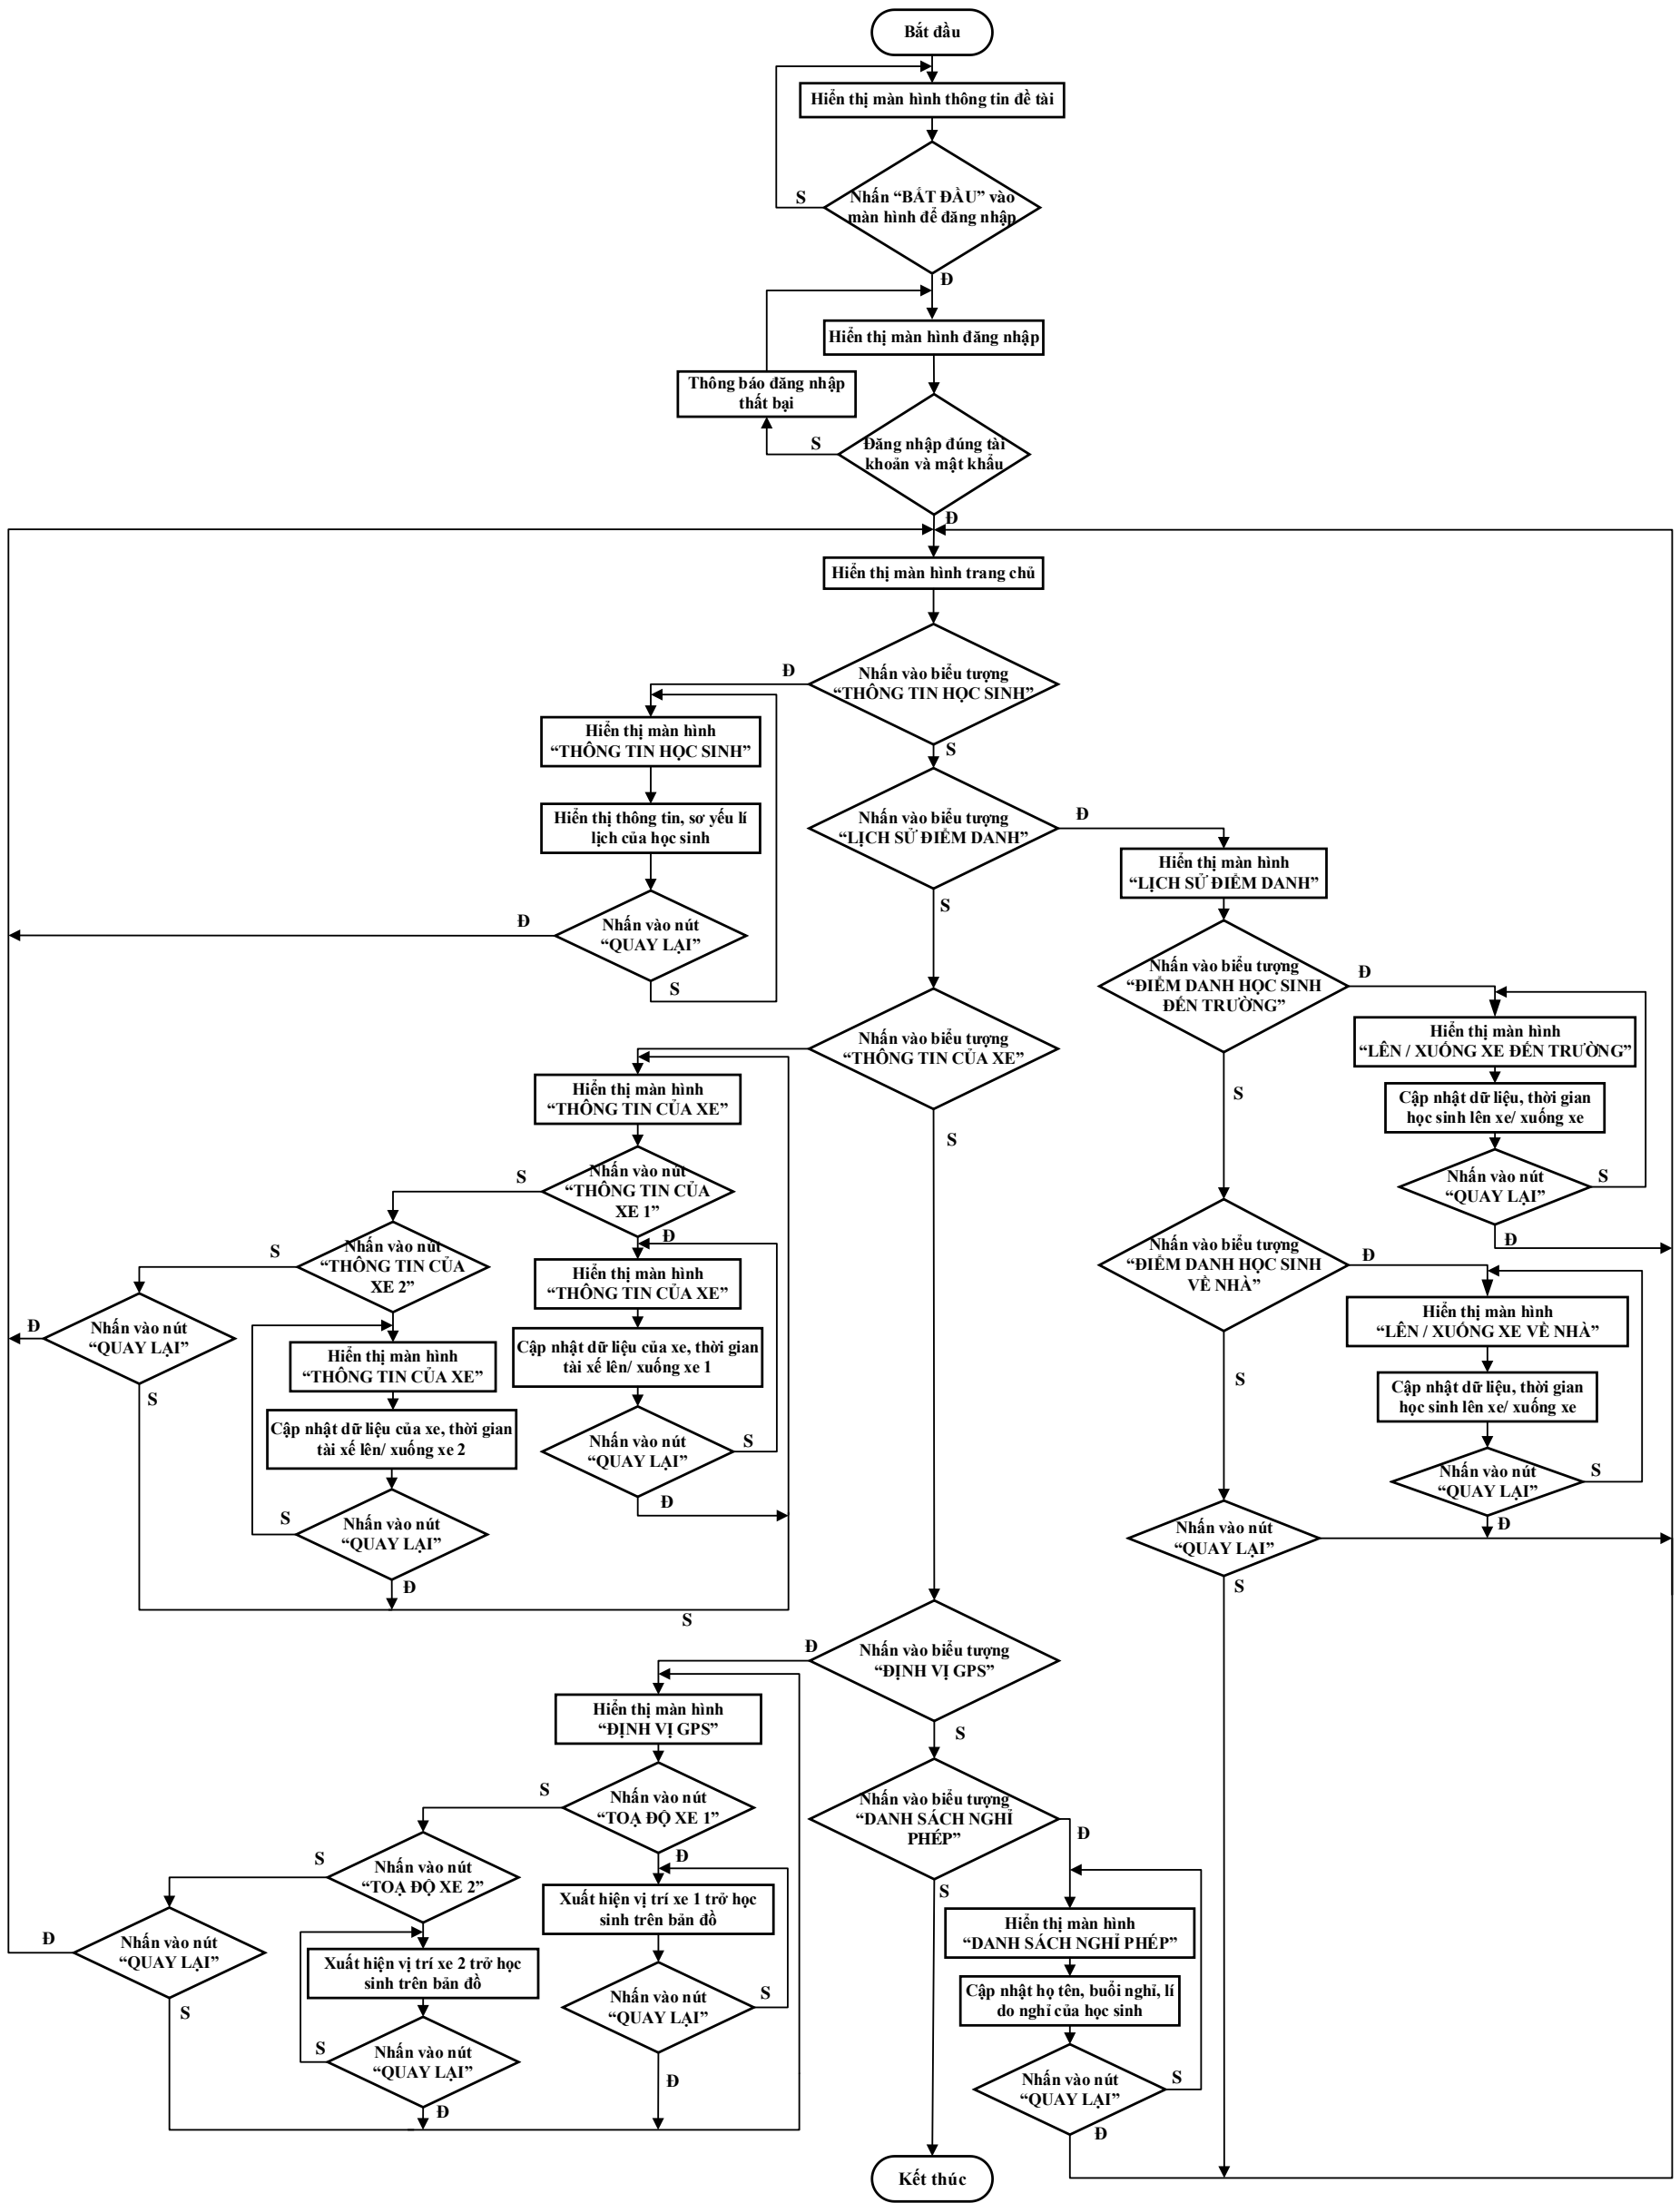 Bắt đầu
Hiển thị màn hình thông tin đề tài
Nhấn “BẮT ĐẦU” vào
màn hình để đăng nhập
S
Đ
Hiển thị màn hình đăng nhập
Thông báo đăng nhập
thất bại
S
Đăng nhập đúng tài
khoản và mật khẩu
Đ
Hiển thị màn hình trang chủ
Đ
Nhấn vào biểu tượng
“THÔNG TIN HỌC SINH”
S
Hiển thị màn hình
“THÔNG TIN HỌC SINH”
Hiển thị thông tin, sơ yếu lí
lịch của học sinh
Đ
Nhấn vào nút
“QUAY LẠI”
S
Nhấn vào biểu tượng
“LỊCH SỬ ĐIỂM DANH”
Đ
S
Hiển thị màn hình
“LỊCH SỬ ĐIỂM DANH”
Nhấn vào biểu tượng
“ĐIỂM DANH HỌC SINH
ĐẾN TRƯỜNG”
Đ
S
Hiển thị màn hình
“LÊN / XUỐNG XE ĐẾN TRƯỜNG”
Cập nhật dữ liệu, thời gian
học sinh lên xe/ xuống xe
Nhấn vào nút
“QUAY LẠI”
S
Đ
Nhấn vào biểu tượng
“ĐIỂM DANH HỌC SINH
VỀ NHÀ”
Đ
S
Hiển thị màn hình
“LÊN / XUỐNG XE VỀ NHÀ”
Cập nhật dữ liệu, thời gian
học sinh lên xe/ xuống xe
Nhấn vào nút
“QUAY LẠI”
S
Đ
Nhấn vào nút
“QUAY LẠI”
S
Nhấn vào biểu tượng
“THÔNG TIN CỦA XE”
S
Hiển thị màn hình
“THÔNG TIN CỦA XE”
S
Nhấn vào nút
“THÔNG TIN CỦA
XE 1”
Đ
Hiển thị màn hình
“THÔNG TIN CỦA XE”
Cập nhật dữ liệu của xe, thời gian
tài xế lên/ xuống xe 1
Nhấn vào nút
“QUAY LẠI”
S
Đ
S
Nhấn vào nút
“THÔNG TIN CỦA
XE 2”
Hiển thị màn hình
“THÔNG TIN CỦA XE”
Cập nhật dữ liệu của xe, thời gian
tài xế lên/ xuống xe 2
S
Nhấn vào nút
“QUAY LẠI”
Đ
Đ
Nhấn vào nút
“QUAY LẠI”
S
S
Đ
Nhấn vào biểu tượng
“ĐỊNH VỊ GPS”
S
Hiển thị màn hình
“ĐỊNH VỊ GPS”
S
Nhấn vào nút
“TOẠ ĐỘ XE 1”
Đ
Xuất hiện vị trí xe 1 trở học
sinh trên bản đồ
Nhấn vào nút
“QUAY LẠI”
S
Đ
S
Nhấn vào nút
“TOẠ ĐỘ XE 2”
Xuất hiện vị trí xe 2 trở học
sinh trên bản đồ
S
Nhấn vào nút
“QUAY LẠI”
Đ
Đ
Nhấn vào nút
“QUAY LẠI”
S
Nhấn vào biểu tượng
“DANH SÁCH NGHỈ
PHÉP”
Đ
S
Hiển thị màn hình
“DANH SÁCH NGHỈ PHÉP”
Cập nhật họ tên, buổi nghỉ, lí
do nghỉ của học sinh
Nhấn vào nút
“QUAY LẠI”
S
Đ
Kết thúc